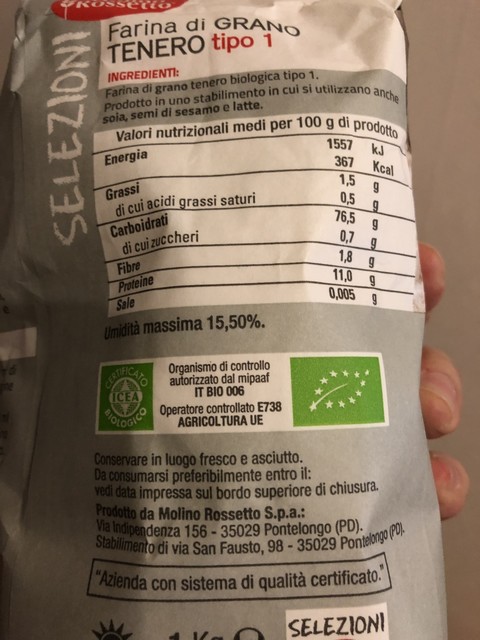 Rossetto
SELEZIONI
Farina di GRANO
TENERO tipo 1
INGREDIENTI:
Farina di grano tenero biologica tipo 1.
Prodotto in uno stabilimento in cui si utilizzano anche
soia, semi di sesamo e latte.
Valori nutrizionali medi per 100 g di prodotto
Energia 1557 kJ
367 Kcal
Grassi 1,5 g
di cui acidi grassi saturi 0,5 g
Carboidrati 76,5 g
di cui zuccheri 0,7 g
Fibre 1,8 g
Proteine 11,0 g
Sale 0,005 g
Umidità massima 15,50%.
CERTIFICATO
ICEA
BIOLOGICO
Organismo di controllo
autorizzato dal mipaaf
IT BIO 006
Operatore controllato E738
AGRICOLTURA UE
Conservare in luogo fresco e asciutto.
Da consumarsi preferibilmente entro il:
vedi data impressa sul bordo superiore di chiusura.
Prodotto da Molino Rossetto S.p.a.:
Via Indipendenza 156 - 35029 Pontelongo (PD).
Stabilimento di via San Fausto, 98 - 35029 Pontelongo (PD).
"Azienda con sistema di qualità certificato."
1 Kg
SELEZIONI